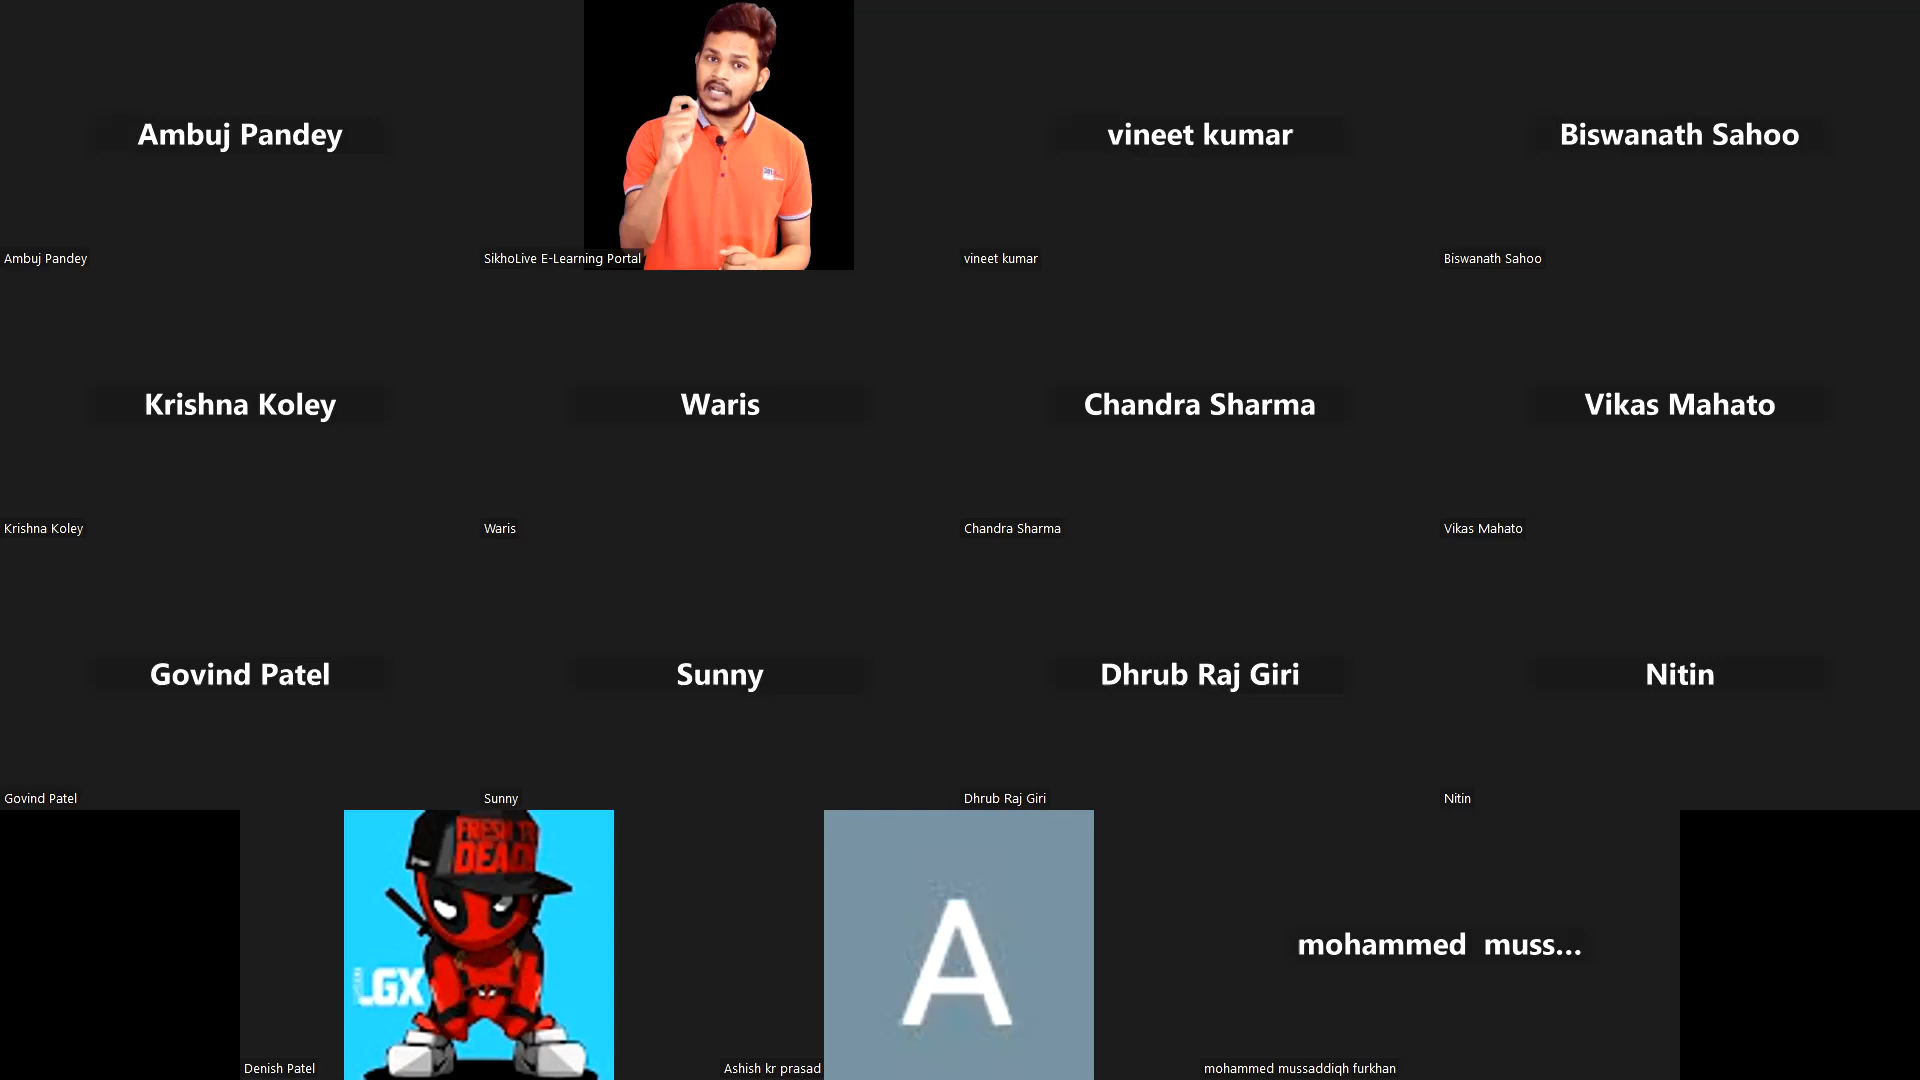 Ambuj Pandey
vineet kumar
Biswanath Sahoo
Ambuj Pandey
SikhoLive E-Learning Portal
vineet kumar
Biswanath Sahoo
Krishna Koley
Waris
Chandra Sharma
Vikas Mahato
Krishna Koley
Waris
Chandra Sharma
Vikas Mahato
Govind Patel
Sunny
Dhrub Raj Giri
Nitin
Govind Patel
Sunny
Dhrub Raj Giri
Nitin
FRESH TO
DEAD
A
mohammed muss...
GX
Denish Patel
Ashish kr prasad
mohammed mussaddiqh furkhan